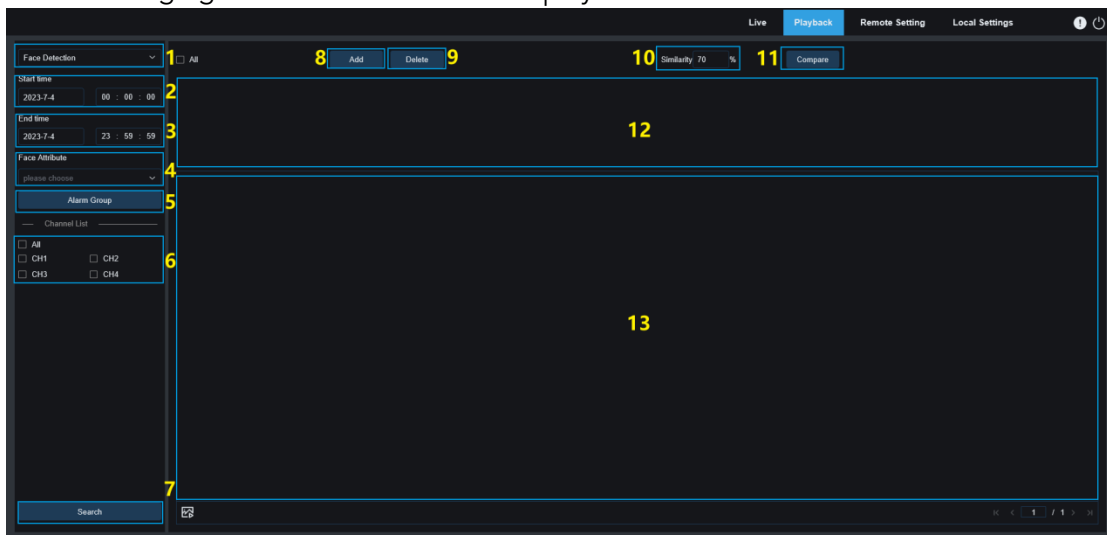 Live Playback Remote Setting Local Settings
Face Detection 1 All 8 Add Delete 9 10 Similarity 70 % 11 Compare
Start time
2023-7-4 00 : 00 : 00 2
End time
2023-7-4 23 : 59 : 59 3 12
Face Attribute
please choose 4
Alarm Group 5
Channel List
All
CH1 CH2 6
CH3 CH4
13
7
Search 1 / 1